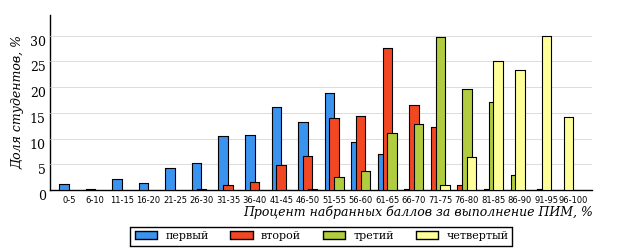 Доля студентов, %
30
25
20
15
10
5
0
0-5 6-10 11-15 16-20 21-25 26-30 31-35 36-40 41-45 46-50 51-55 56-60 61-65 66-70 71-75 76-80 81-85 86-90 91-95 96-100
Процент набранных баллов за выполнение ПИМ, %
первый второй третий четвертый